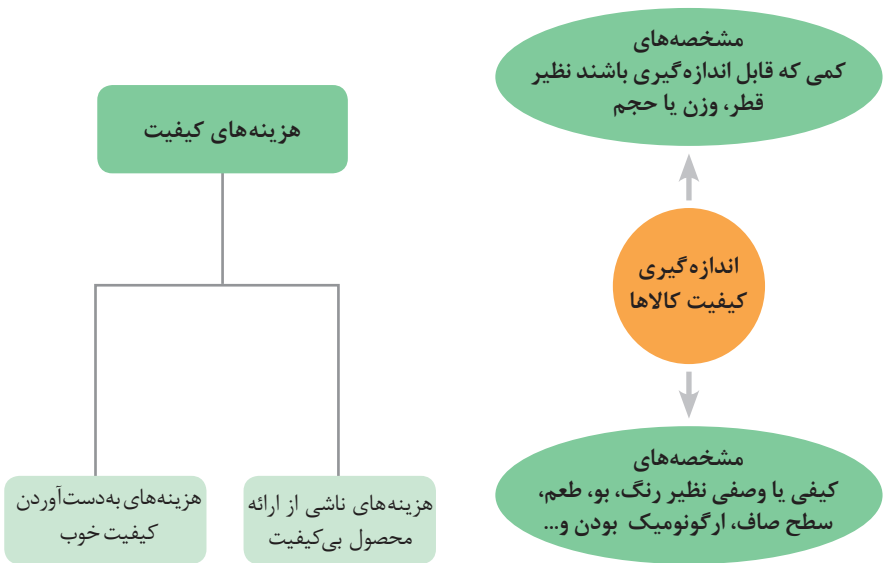 مشخصه‌های
کمی که قابل اندازه‌گیری باشند نظیر
قطر، وزن یا حجم
اندازه‌گیری
کیفیت کالاها
مشخصه‌های
کیفی یا وصفی نظیر رنگ، بو، طعم،
سطح صاف، ارگونومیک بودن و...
هزینه‌های کیفیت
هزینه‌های ناشی از ارائه
محصول بی‌کیفیت
هزینه‌های به‌دست‌آوردن
کیفیت خوب